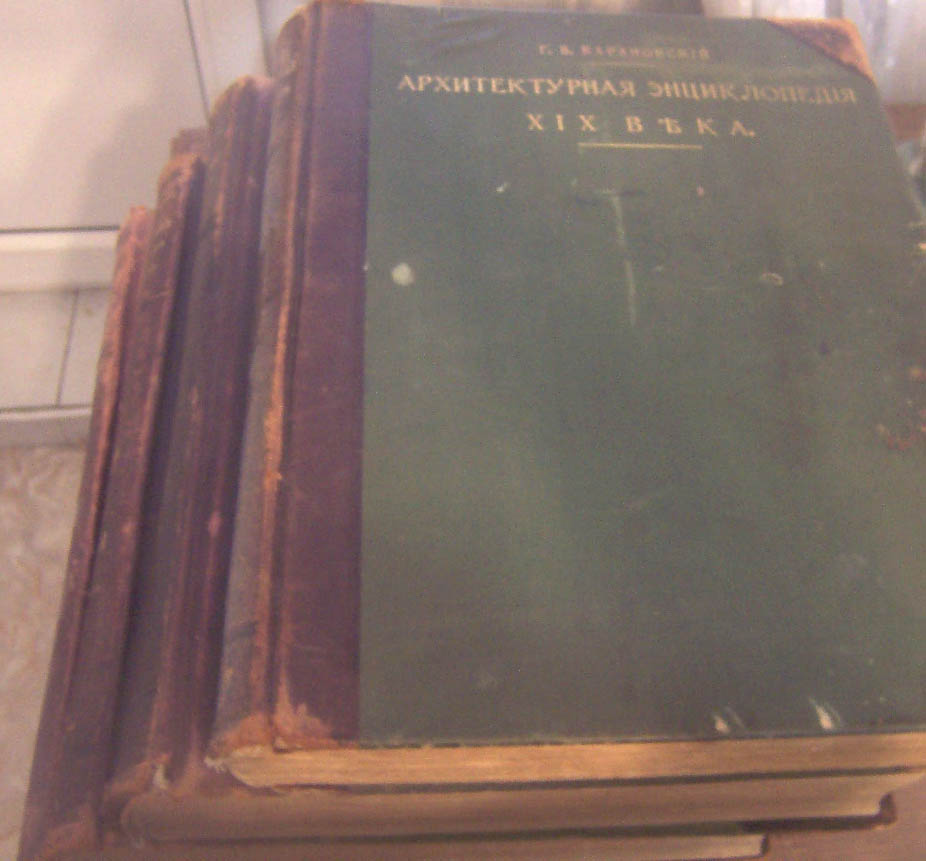 Г. В. БАРАНОВСКІЙ
АРХИТЕКТУРНАЯ ЭНЦИКЛОПЕДІЯ
XIX ВѢКА.